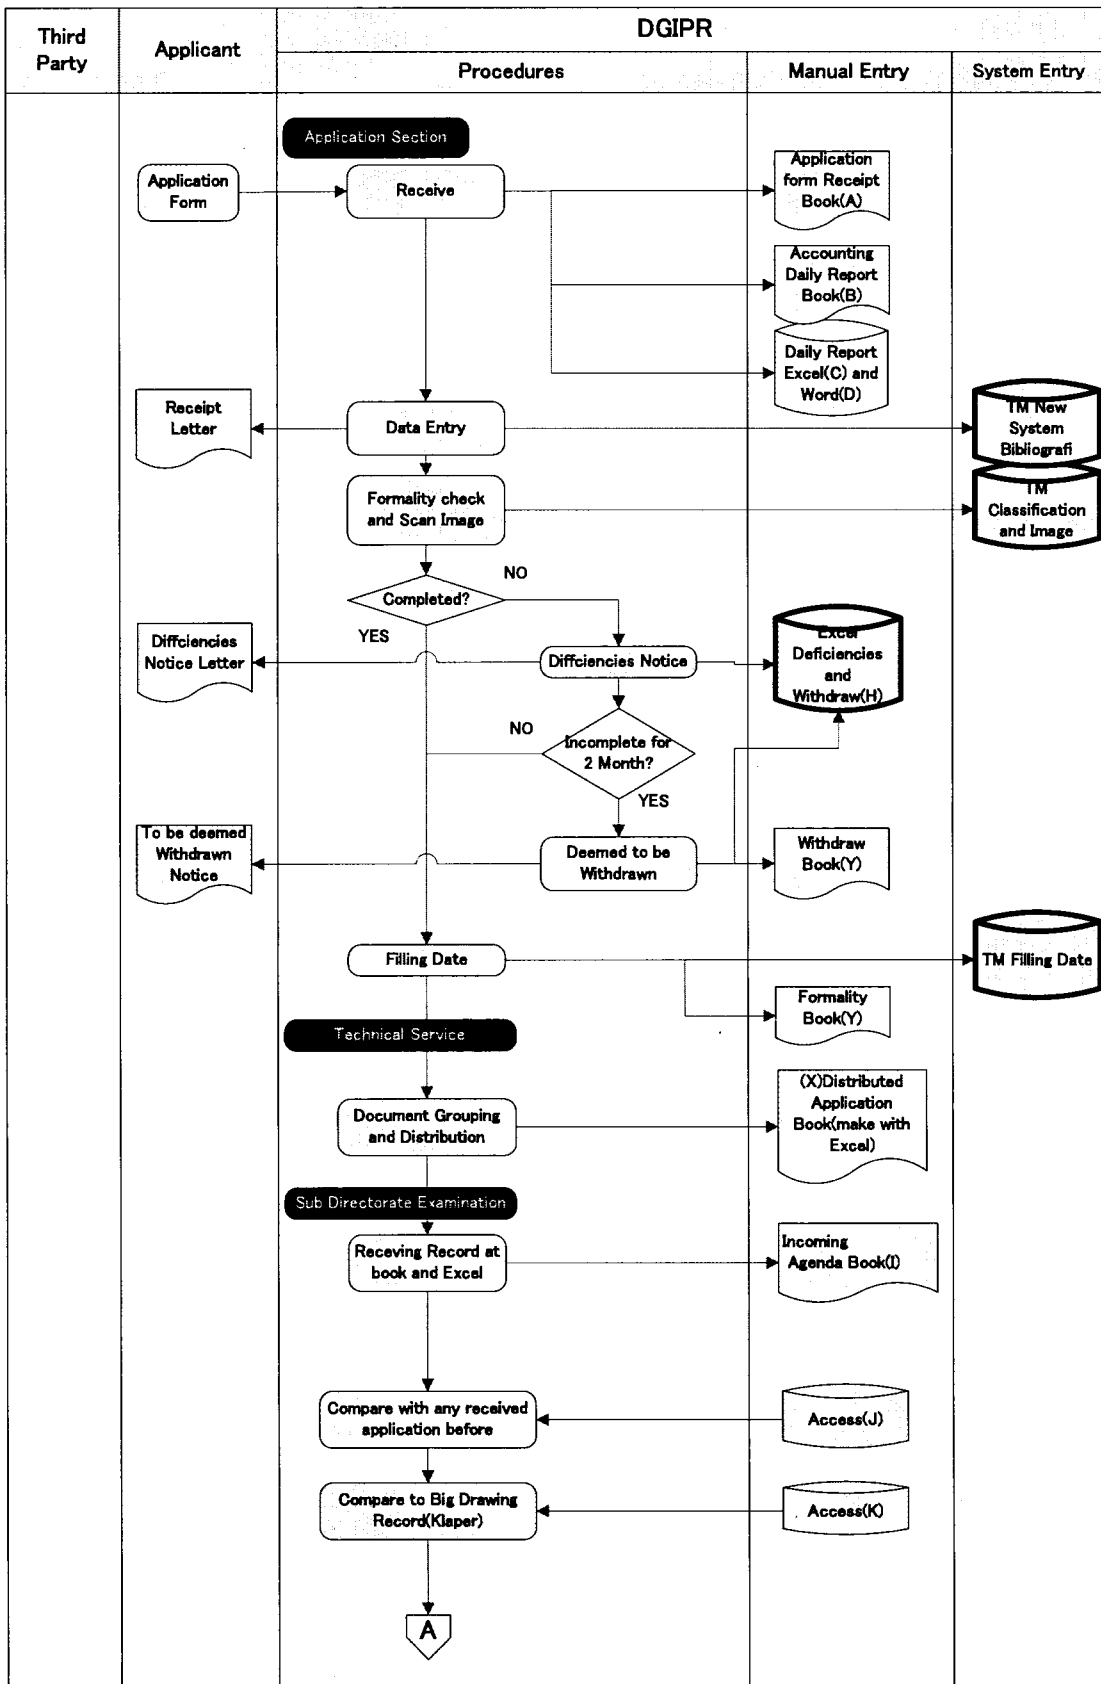 Third
Party
Applicant
DGIPR
Procedures
Manual Entry
System Entry
Application Section
Application
Form
Receive
Application
form Receipt
Book(A)
Accounting
Daily Report
Book(B)
Daily Report
Excel(C) and
Word(D)
Receipt
Letter
Data Entry
TM New
System
Bibliografi
Formality check
and Scan Image
TM
Classification
and Image
Completed?
NO
YES
Diffciencies
Notice Letter
Diffciencies Notice
Excel
Deficiencies
and
Withdraw(H)
NO
Incomplete for
2 Month?
YES
To be deemed
Withdrawn
Notice
Deemed to be
Withdrawn
Withdraw
Book(Y)
Filling Date
TM Filling Date
Formality
Book(Y)
Technical Service
Document Grouping
and Distribution
(X)Distributed
Application
Book(make with
Excel)
Sub Directorate Examination
Receving Record at
book and Excel
Incoming
Agenda Book(I)
Compare with any received
application before
Access(J)
Compare to Big Drawing
Record(Klaper)
Access(K)
A